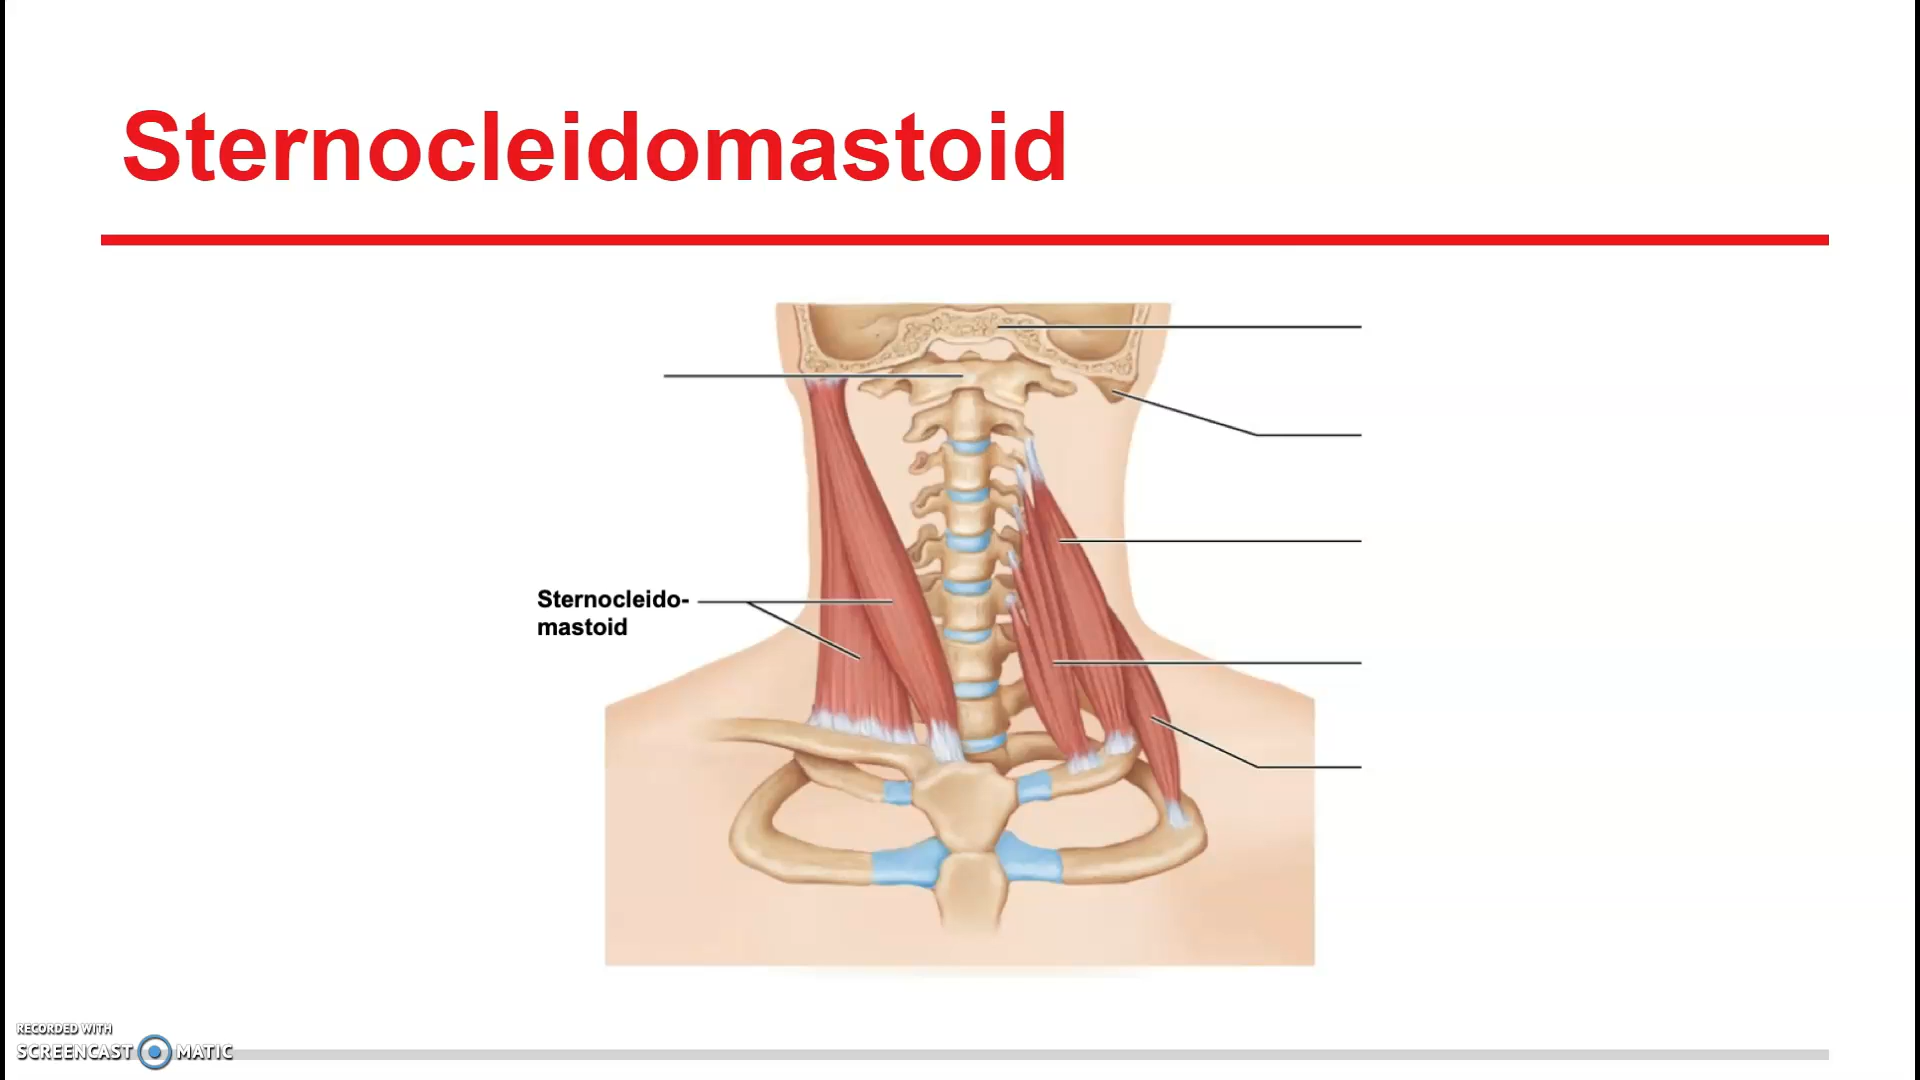 Sternocleidomastoid
Sternocleido-
mastoid
RECORDED WITH
SCREENCAST MATIC